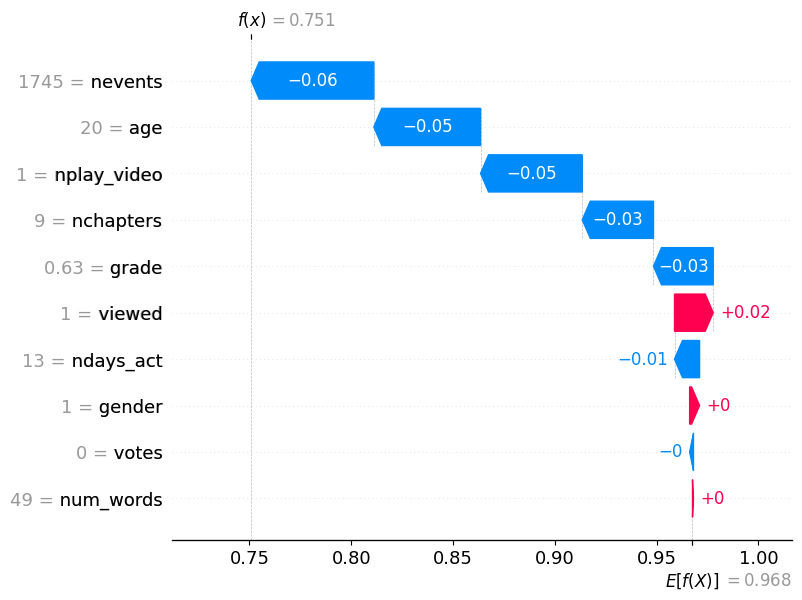 f(x) = 0.751
1745 = nevents −0.06
20 = age −0.05
1 = nplay_video −0.05
9 = nchapters −0.03
0.63 = grade −0.03
1 = viewed +0.02
13 = ndays_act −0.01
1 = gender +0
0 = votes −0
49 = num_words +0
0.75 0.80 0.85 0.90 0.95 1.00
E[f(X)] = 0.968